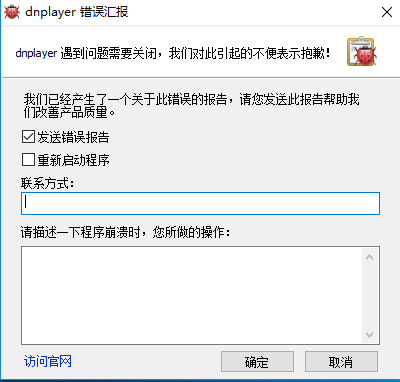 dnplayer 错误汇报
dnplayer 遇到问题需要关闭，我们对此引起的不便表示抱歉！
我们已经产生了一个关于此错误的报告，请您发送此报告帮助我
们改善产品质量。
发送错误报告
重新启动程序
联系方式：
请描述一下程序崩溃时，您所做的操作：
访问官网
确定
取消